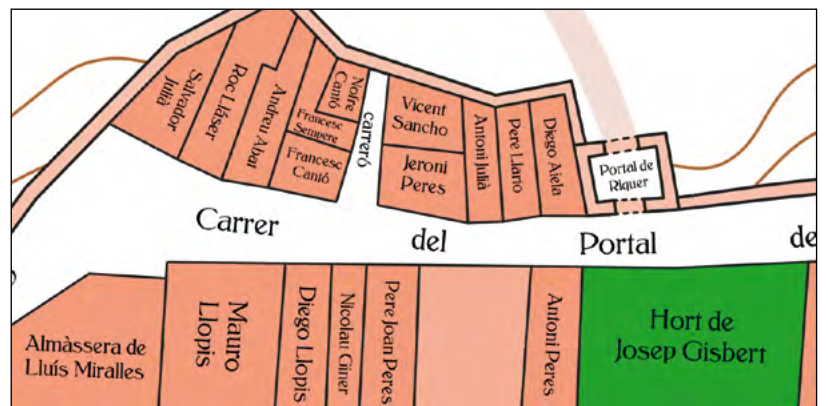 Salvador
Julià
Roc Llàser
Andreu Abat
Nofre
Cantó
Francesc
Sempere
Francesc
Cantó
carreró
Vicent
Sancho
Jeroni
Peres
Antoni Julià
Pere Llario
Diego Aiela
Portal de
Riquer
Carrer del Portal de
Almàssera de
Lluís Miralles
Mauro
Llopis
Diego Llopis
Nicolau Giner
Pere Joan Peres
Antoni Peres
Hort de
Josep Gisbert